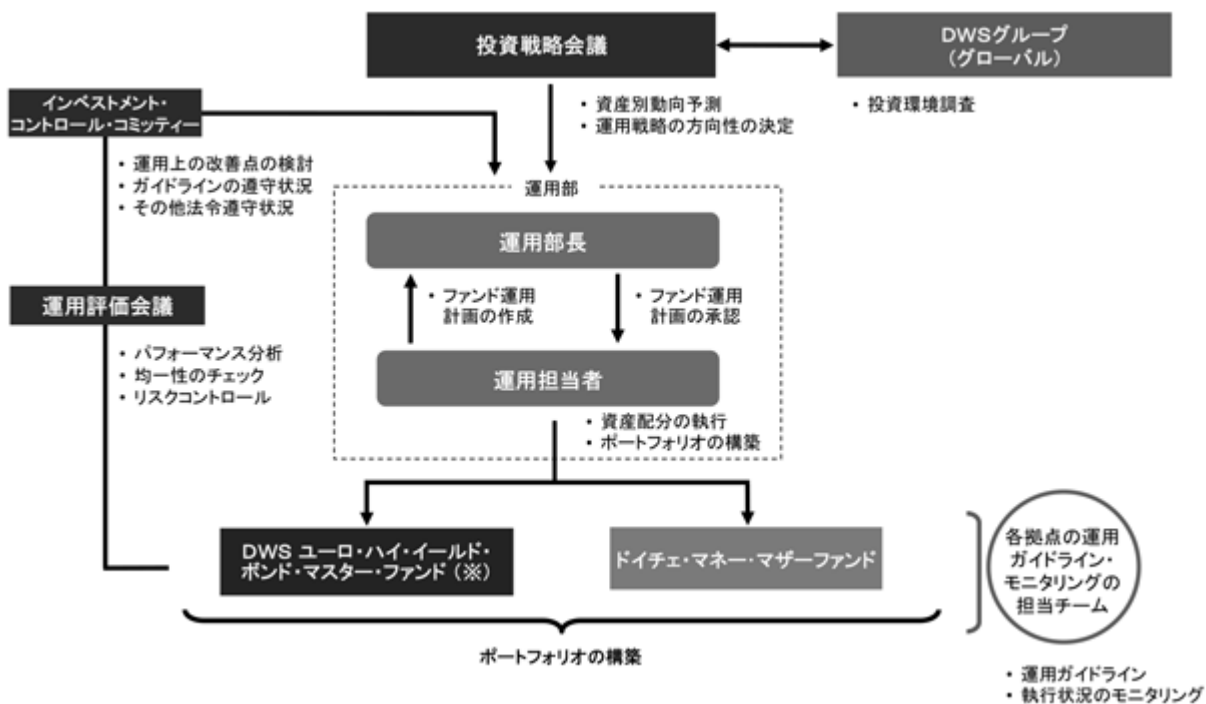 投資戦略会議
DWSグループ
(グローバル)
・ 資産別動向予測
・ 運用戦略の方向性の決定
・ 投資環境調査
インベストメント・
コントロール・コミッティー
・ 運用上の改善点の検討
・ ガイドラインの遵守状況
・ その他法令遵守状況
運用部
運用部長
・ ファンド運用
計画の作成
・ ファンド運用
計画の承認
運用評価会議
・ パフォーマンス分析
・ 均一性のチェック
・ リスクコントロール
運用担当者
・ 資産配分の執行
・ ポートフォリオの構築
DWS ユーロ・ハイ・イールド・
ボンド・マスター・ファンド (※)
ドイチェ・マネー・マザーファンド
各拠点の運用
ガイドライン・
モニタリングの
担当チーム
ポートフォリオの構築
・ 運用ガイドライン
・ 執行状況のモニタリング